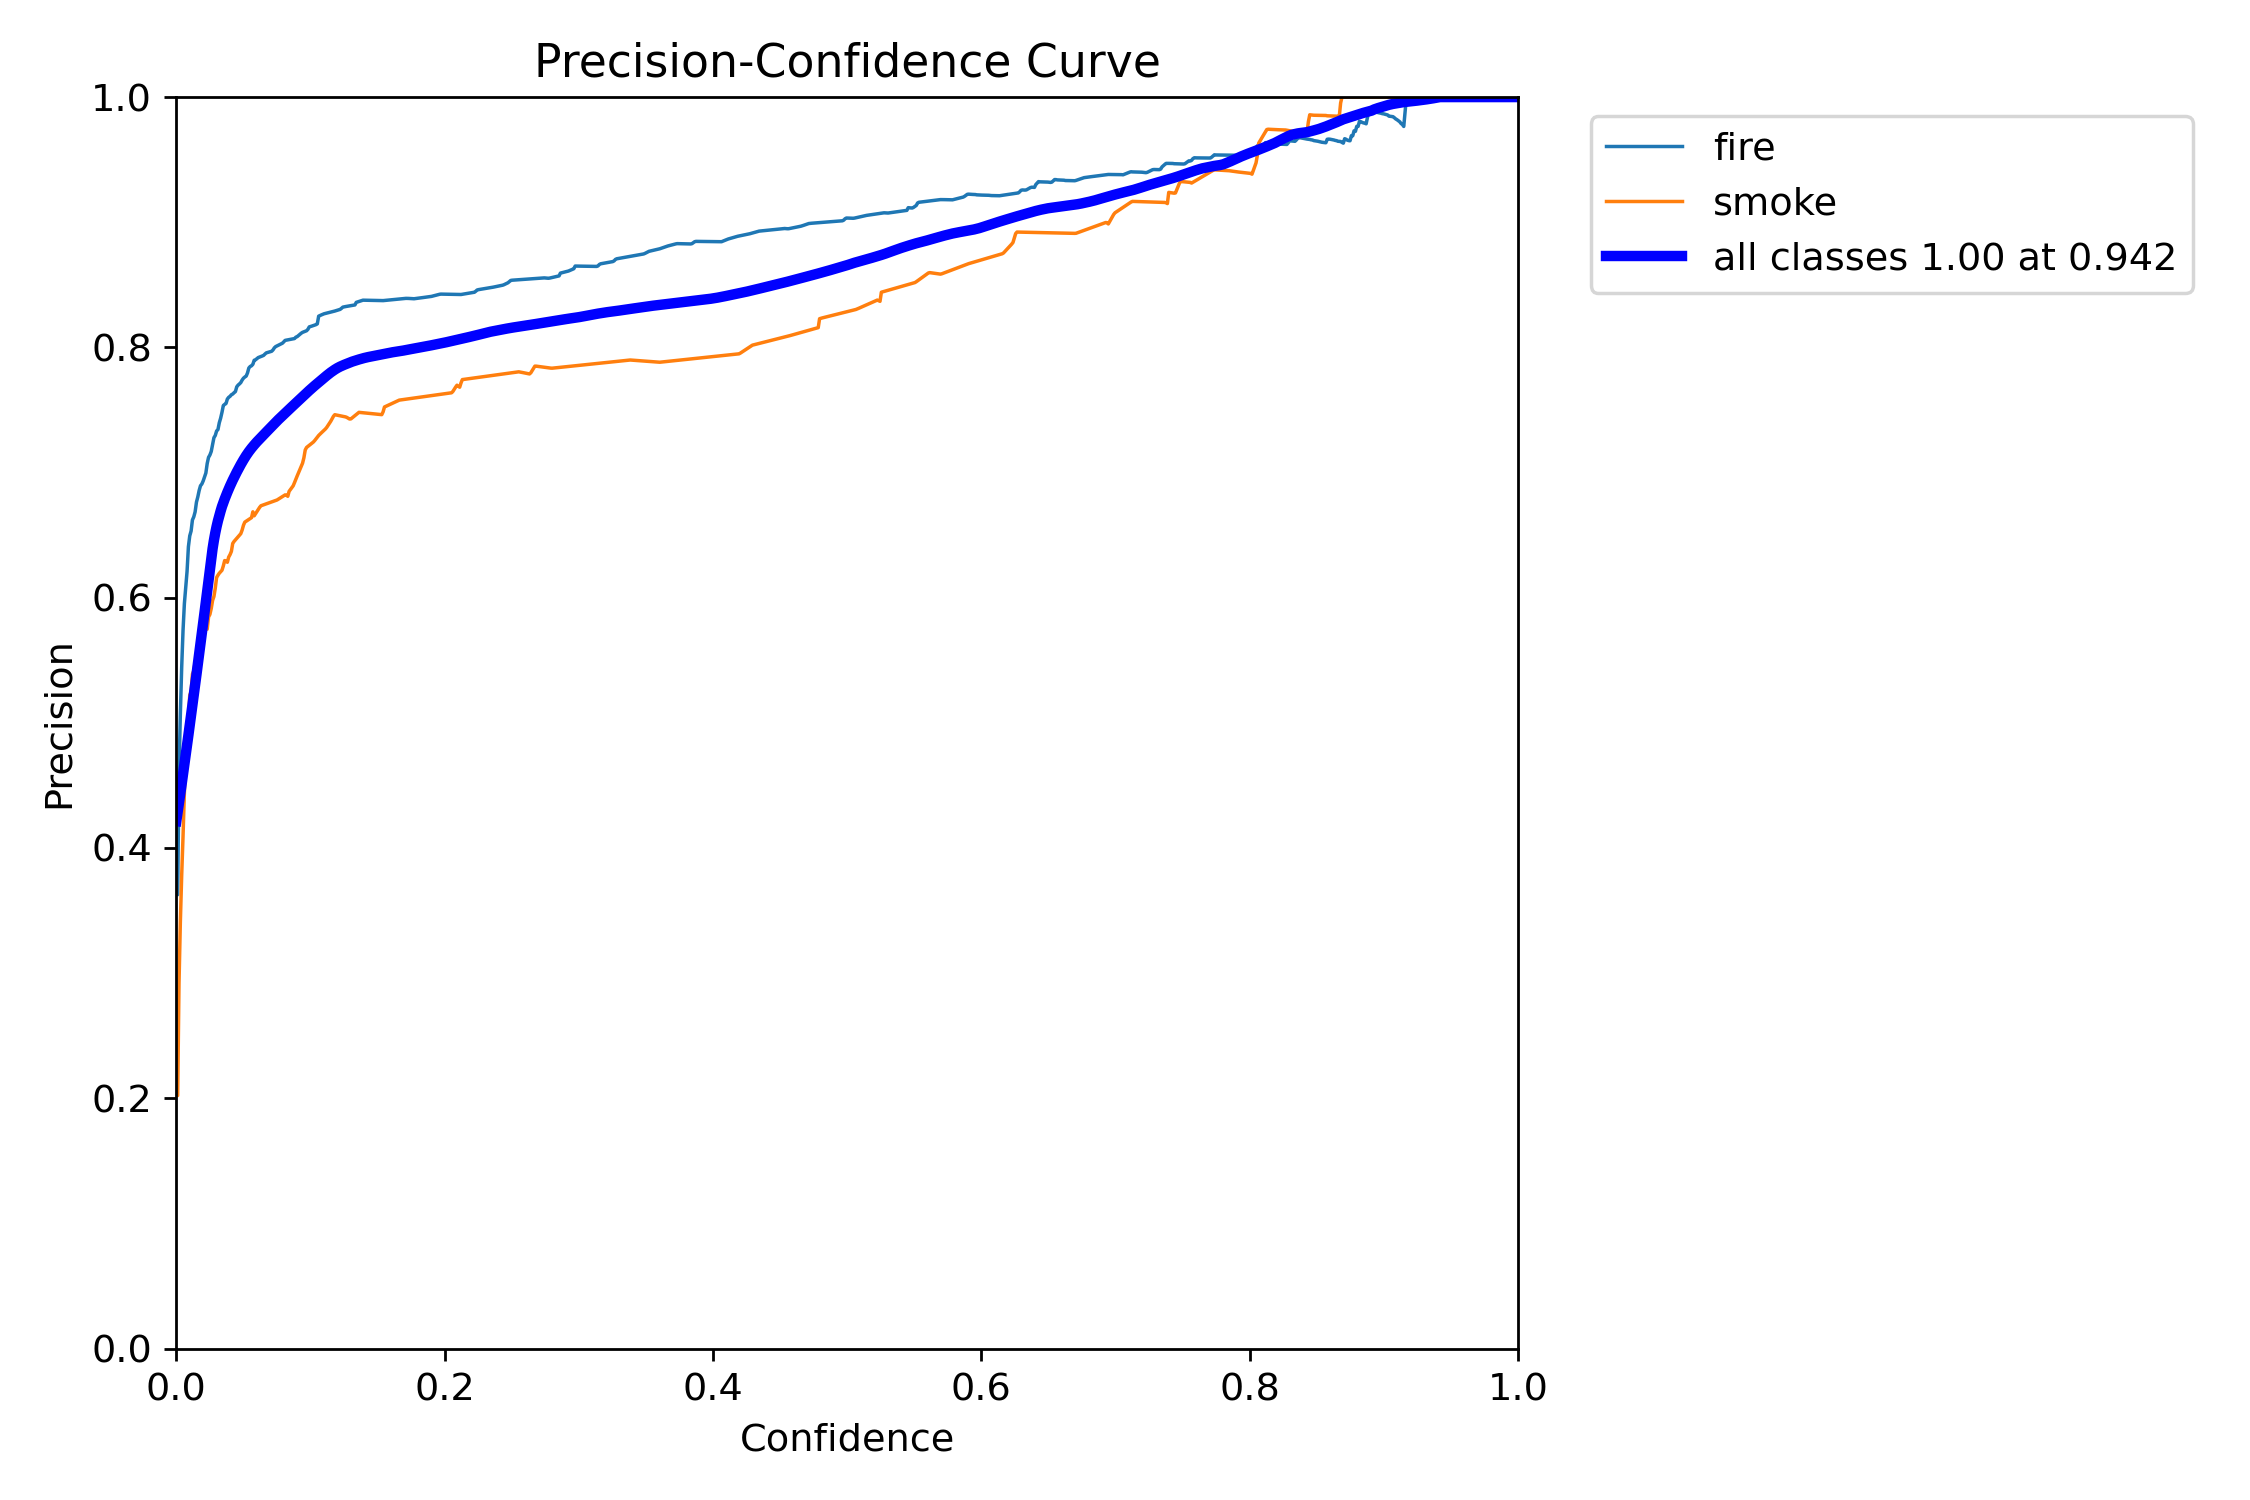 Precision-Confidence Curve
1.0
0.8
0.6
0.4
0.2
0.0
Precision
0.0 0.2 0.4 0.6 0.8 1.0
Confidence
fire
smoke
all classes 1.00 at 0.942